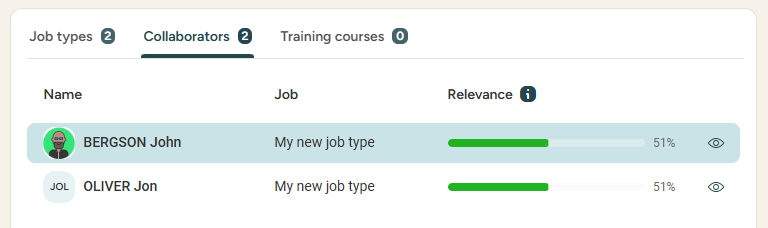 Job types 2 Collaborators 2 Training courses 0
Name Job Relevance i
BERGSON John My new job type 51%
JOL OLIVER Jon My new job type 51%